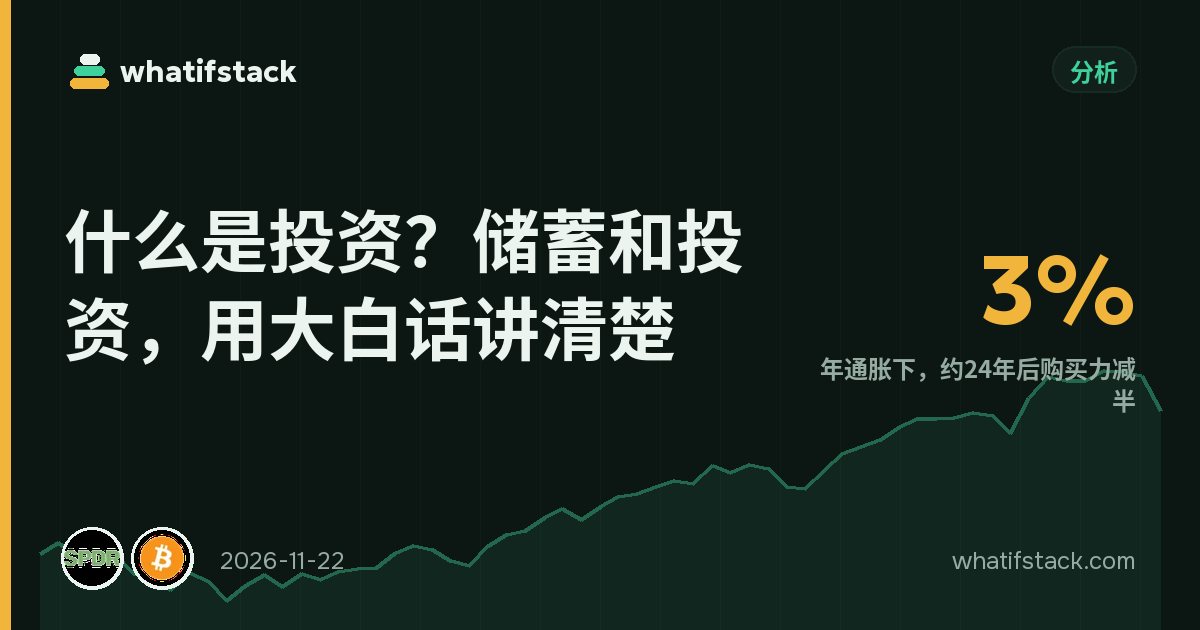 whatifstack
分析
什么是投资？储蓄和投
资，用大白话讲清楚
3%
年通胀下，约24年后购买力减
半
SPDR
2026-11-22
whatifstack.com